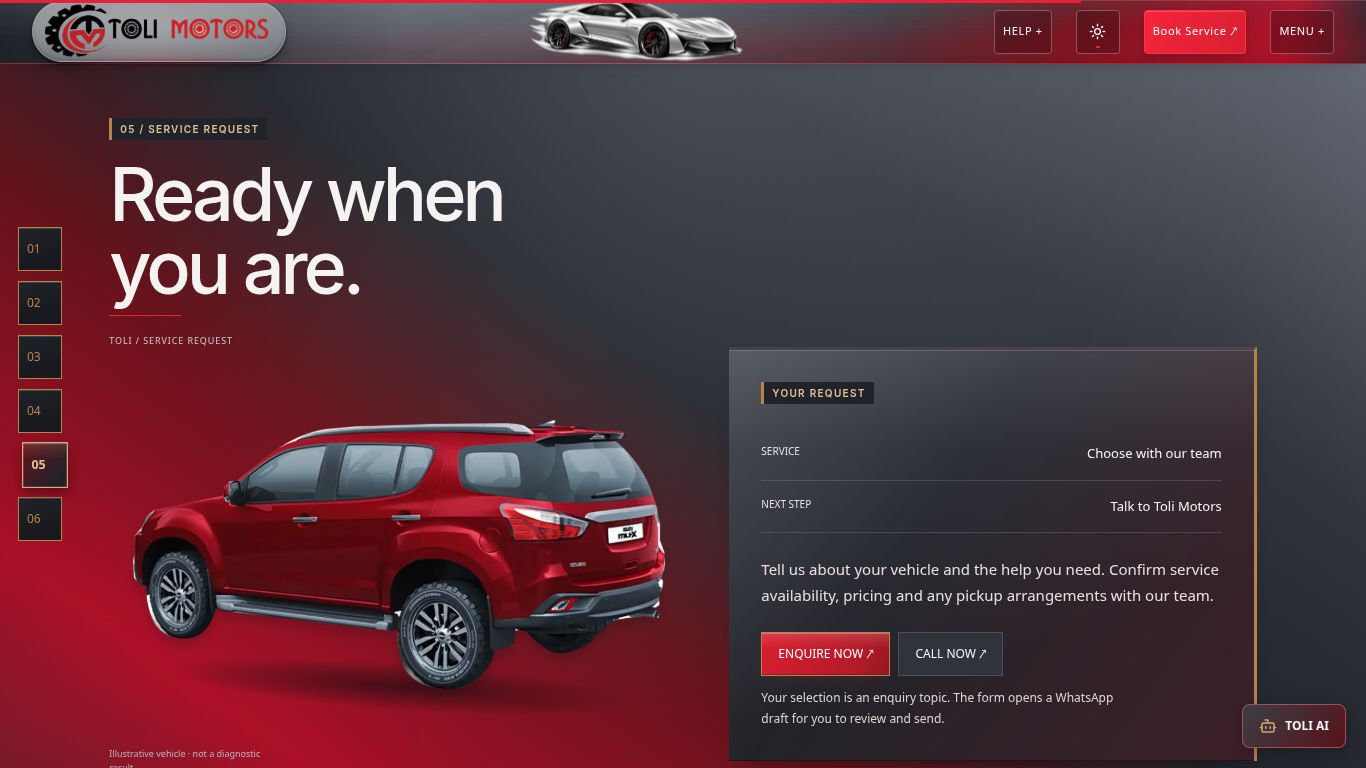 TOLI MOTORS
HELP +
Book Service ↗
MENU +
05 / SERVICE REQUEST
Ready when
you are.
TOLI / SERVICE REQUEST
01
02
03
04
05
06
YOUR REQUEST
SERVICE Choose with our team
NEXT STEP Talk to Toli Motors
Tell us about your vehicle and the help you need. Confirm service
availability, pricing and any pickup arrangements with our team.
ENQUIRE NOW ↗ CALL NOW ↗
Your selection is an enquiry topic. The form opens a WhatsApp
draft for you to review and send.
ISUZU
mu-X
TOLI AI
Illustrative vehicle · not a diagnostic
result